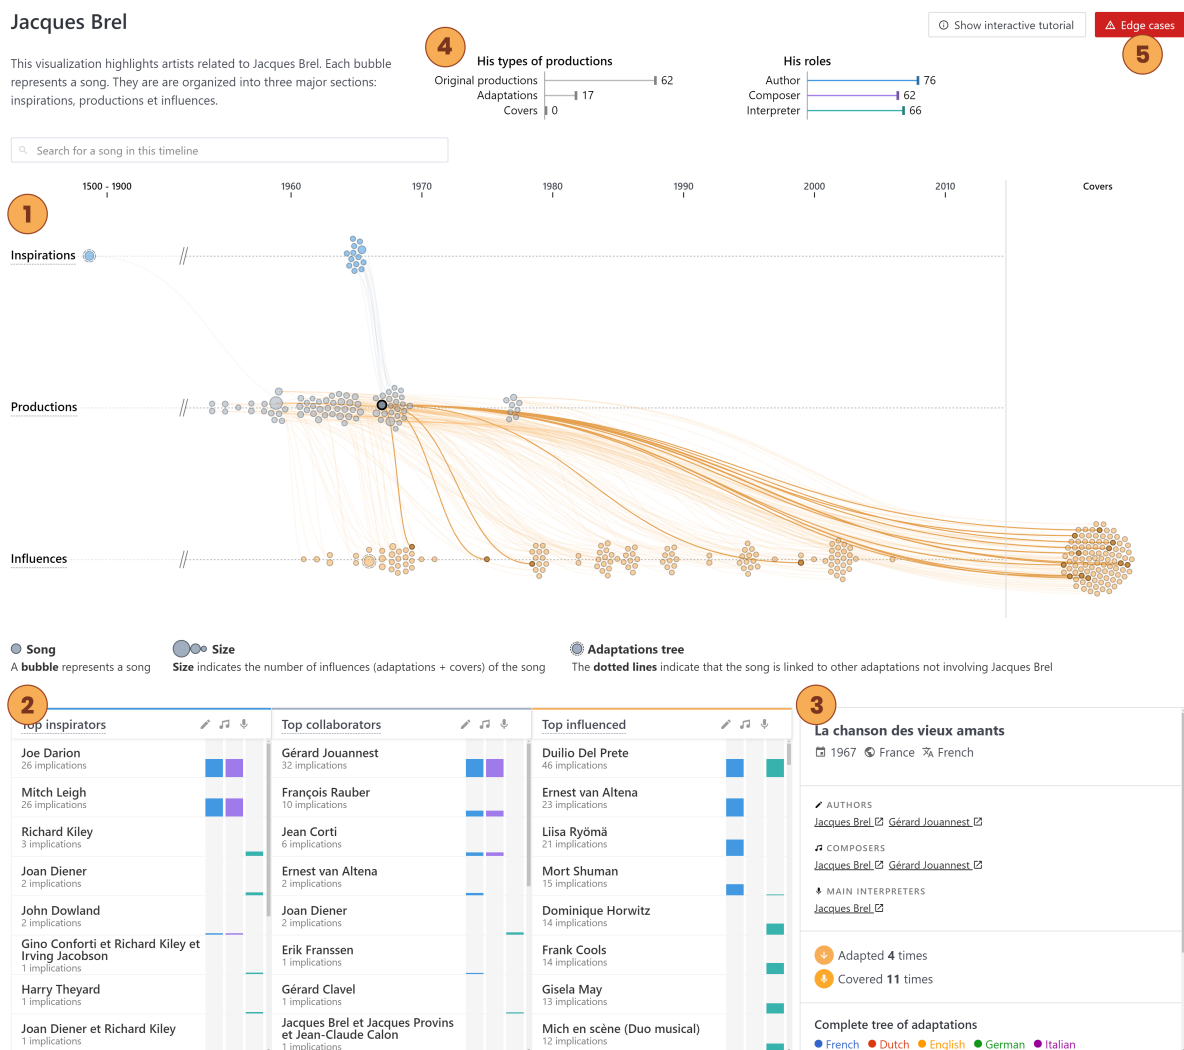 Jacques Brel
Show interactive tutorial
Edge cases
4
5
This visualization highlights artists related to Jacques Brel. Each bubble
represents a song. They are are organized into three major sections:
inspirations, productions et influences.
His types of productions
Original productions 62
Adaptations 17
Covers 0
His roles
Author 76
Composer 62
Interpreter 66
Search for a song in this timeline
1500 - 1900 1960 1970 1980 1990 2000 2010 Covers
1
Inspirations
Productions
Influences
Song
A bubble represents a song
Size
Size indicates the number of influences (adaptations + covers) of the song
Adaptations tree
The dotted lines indicate that the song is linked to other adaptations not involving Jacques Brel
2
Top inspirators
Joe Darion
26 implications
Mitch Leigh
26 implications
Richard Kiley
3 implications
Joan Diener
2 implications
John Dowland
2 implications
Gino Conforti et Richard Kiley et
Irving Jacobson
1 implications
Harry Theyard
1 implications
Joan Diener et Richard Kiley
1 implications
Top collaborators
Gérard Jouannest
32 implications
François Rauber
10 implications
Jean Corti
6 implications
Ernest van Altena
2 implications
Joan Diener
2 implications
Erik Franssen
1 implications
Gérard Clavel
1 implications
Jacques Brel et Jacques Provins
et Jean-Claude Calon
1 implications
Top influenced
Duilio Del Prete
46 implications
Ernest van Altena
23 implications
Liisa Ryömä
21 implications
Mort Shuman
15 implications
Dominique Horwitz
14 implications
Frank Cools
14 implications
Gisela May
13 implications
Mich en scène (Duo musical)
12 implications
3
La chanson des vieux amants
1967 France French
AUTHORS
Jacques Brel Gérard Jouannest
COMPOSERS
Jacques Brel Gérard Jouannest
MAIN INTERPRETERS
Jacques Brel
Adapted 4 times
Covered 11 times
Complete tree of adaptations
French Dutch English German Italian